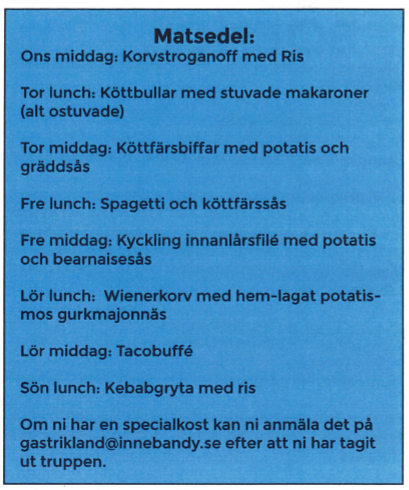 Matsedel:
Ons middag: Korvstroganoff med Ris
Tor lunch: Köttbullar med stuvade makaroner
(alt ostuvade)
Tor middag: Köttfärsbiffar med potatis och
gräddsås
Fre lunch: Spagetti och köttfärssås
Fre middag: Kyckling innanlårsfilé med potatis
och bearnaisesås
Lör lunch:  Wienerkorv med hem-lagat potatis-
mos gurkmajonnäs
Lör middag: Tacobuffé
Sön lunch: Kebabgryta med ris
Om ni har en specialkost kan ni anmäla det på
gastrikland@innebandy.se efter att ni har tagit
ut truppen.